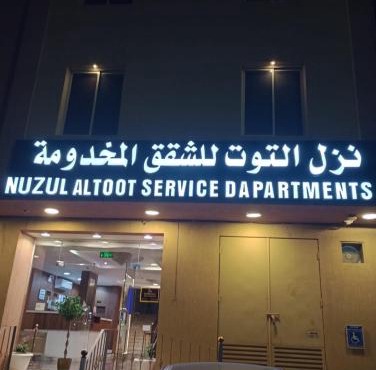 نزل التوت للشقق المخدومة
NUZUL ALTOOT SERVICE DAPARTMENTS